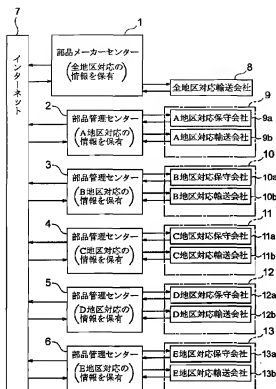 7
1
インターネット
部品メーカーセンター
(全地区対応の
情報を保有)
8
全地区対応輸送会社
2
9
部品管理センター
(A地区対応の
情報を保有)
A地区対応保守会社
9a
A地区対応輸送会社
9b
3
10
部品管理センター
(B地区対応の
情報を保有)
B地区対応保守会社
10a
B地区対応輸送会社
10b
4
11
部品管理センター
(C地区対応の
情報を保有)
C地区対応保守会社
11a
C地区対応輸送会社
11b
5
12
部品管理センター
(D地区対応の
情報を保有)
D地区対応保守会社
12a
D地区対応輸送会社
12b
6
13
部品管理センター
(E地区対応の
情報を保有)
E地区対応保守会社
13a
E地区対応輸送会社
13b